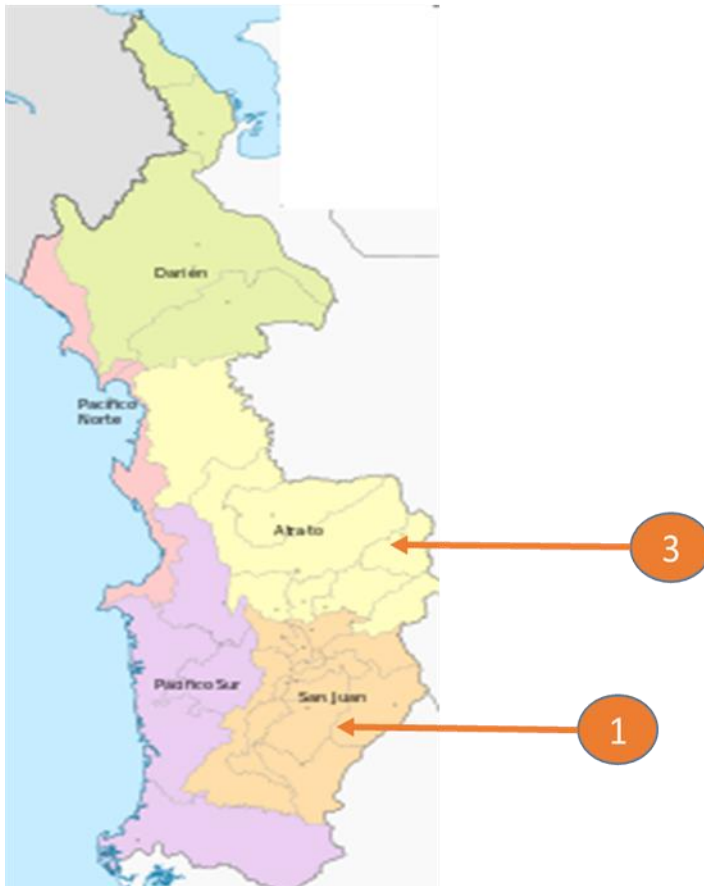 Darién
Pacífico
Norte
Atrato
3
Pacífico Sur
San Juan
1